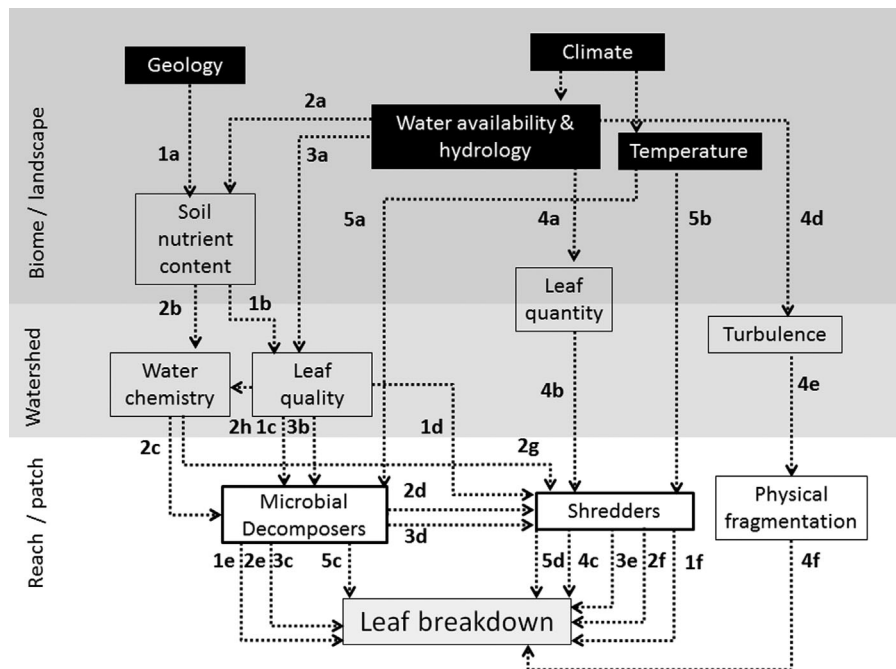 Climate
Geology
2a
Water availability &
hydrology
Temperature
1a
3a
Soil
nutrient
content
5a
4a
5b
4d
Biome / landscape
Leaf
quantity
2b
1b
Turbulence
Water
chemistry
Leaf
quality
4b
4e
Watershed
2c
2h
1c
3b
1d
2g
Microbial
Decomposers
2d
3d
Shredders
Physical
fragmentation
Reach / patch
1e
2e
3c
5c
5d
4c
3e
2f
1f
4f
Leaf breakdown